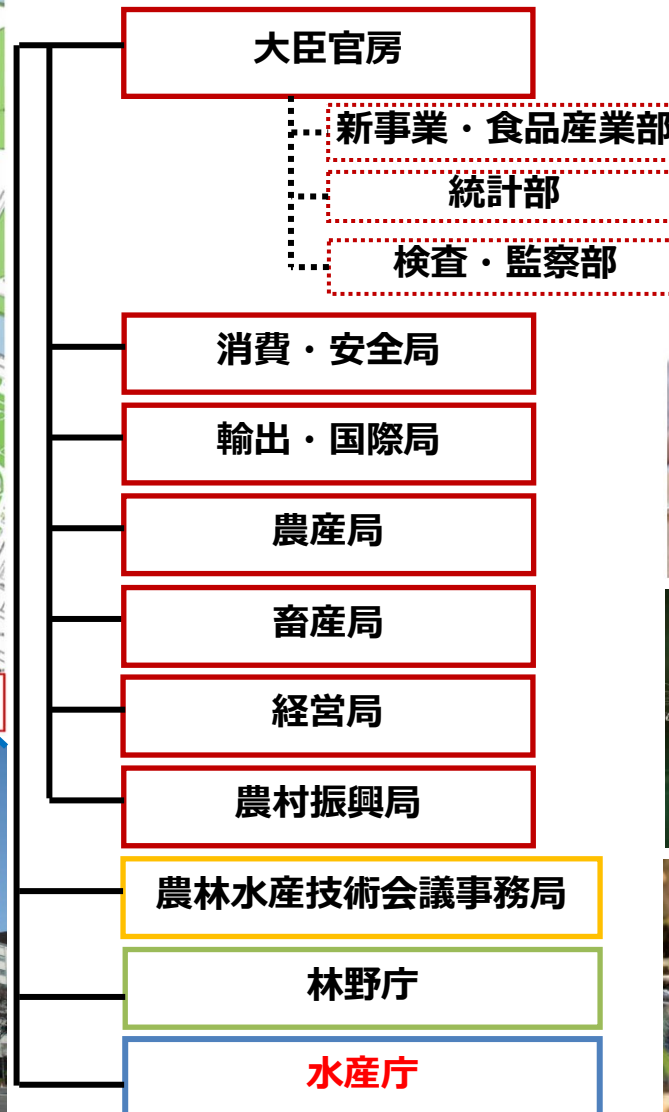 大臣官房
新事業・食品産業部
統計部
検査・監察部
消費・安全局
輸出・国際局
農産局
畜産局
経営局
農村振興局
農林水産技術会議事務局
林野庁
水産庁